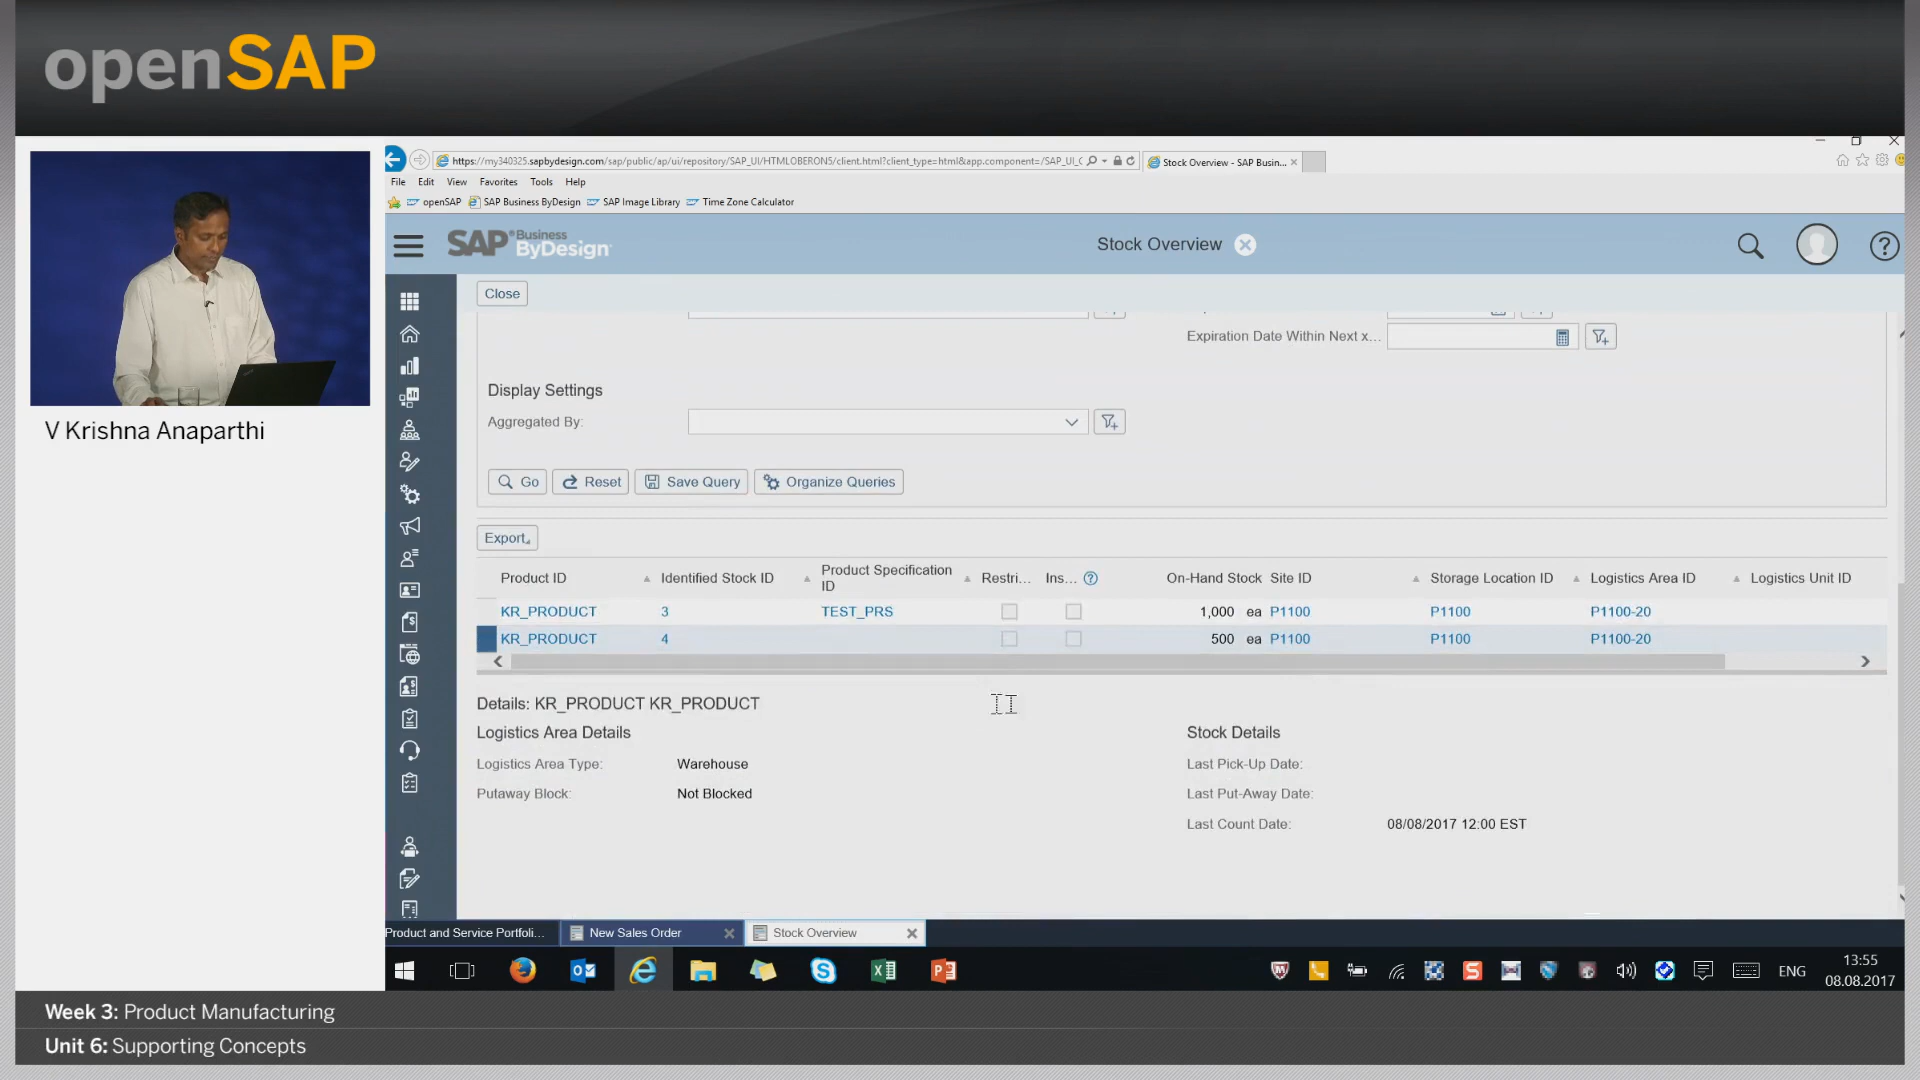 openSAP
https://my340325.sapbydesign.com/sap/public/ap/ui/repository/SAP_UI/HTMLOBERON5/client.html?client_type=html&app.component=/SAP_UI_C
Stock Overview - SAP Busin...
File Edit View Favorites Tools Help
openSAP SAP Business ByDesign SAP Image Library Time Zone Calculator
SAP Business ByDesign
Stock Overview
Close
Expiration Date Within Next x...
Display Settings
Aggregated By:
Go Reset Save Query Organize Queries
Export
Product ID Identified Stock ID Product Specification ID Restri... Ins... On-Hand Stock Site ID Storage Location ID Logistics Area ID Logistics Unit ID
KR_PRODUCT 3 TEST_PRS 1,000 ea P1100 P1100 P1100-20
KR_PRODUCT 4 500 ea P1100 P1100 P1100-20
Details: KR_PRODUCT KR_PRODUCT
Logistics Area Details Stock Details
Logistics Area Type: Warehouse Last Pick-Up Date:
Putaway Block: Not Blocked Last Put-Away Date:
Last Count Date: 08/08/2017 12:00 EST
Product and Service Portfoli... New Sales Order Stock Overview
ENG 13:55
08.08.2017
V Krishna Anaparthi
Week 3: Product Manufacturing
Unit 6: Supporting Concepts